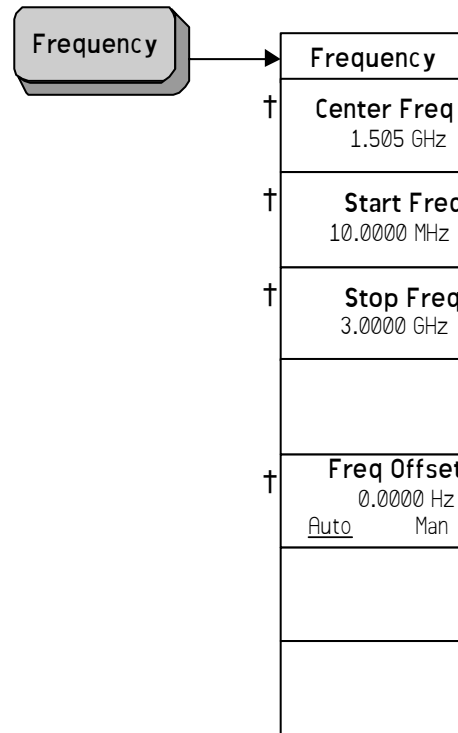 Frequency
Frequency
† Center Freq
1.505 GHz
† Start Freq
10.0000 MHz
† Stop Freq
3.0000 GHz
† Freq Offset
0.0000 Hz
Auto Man